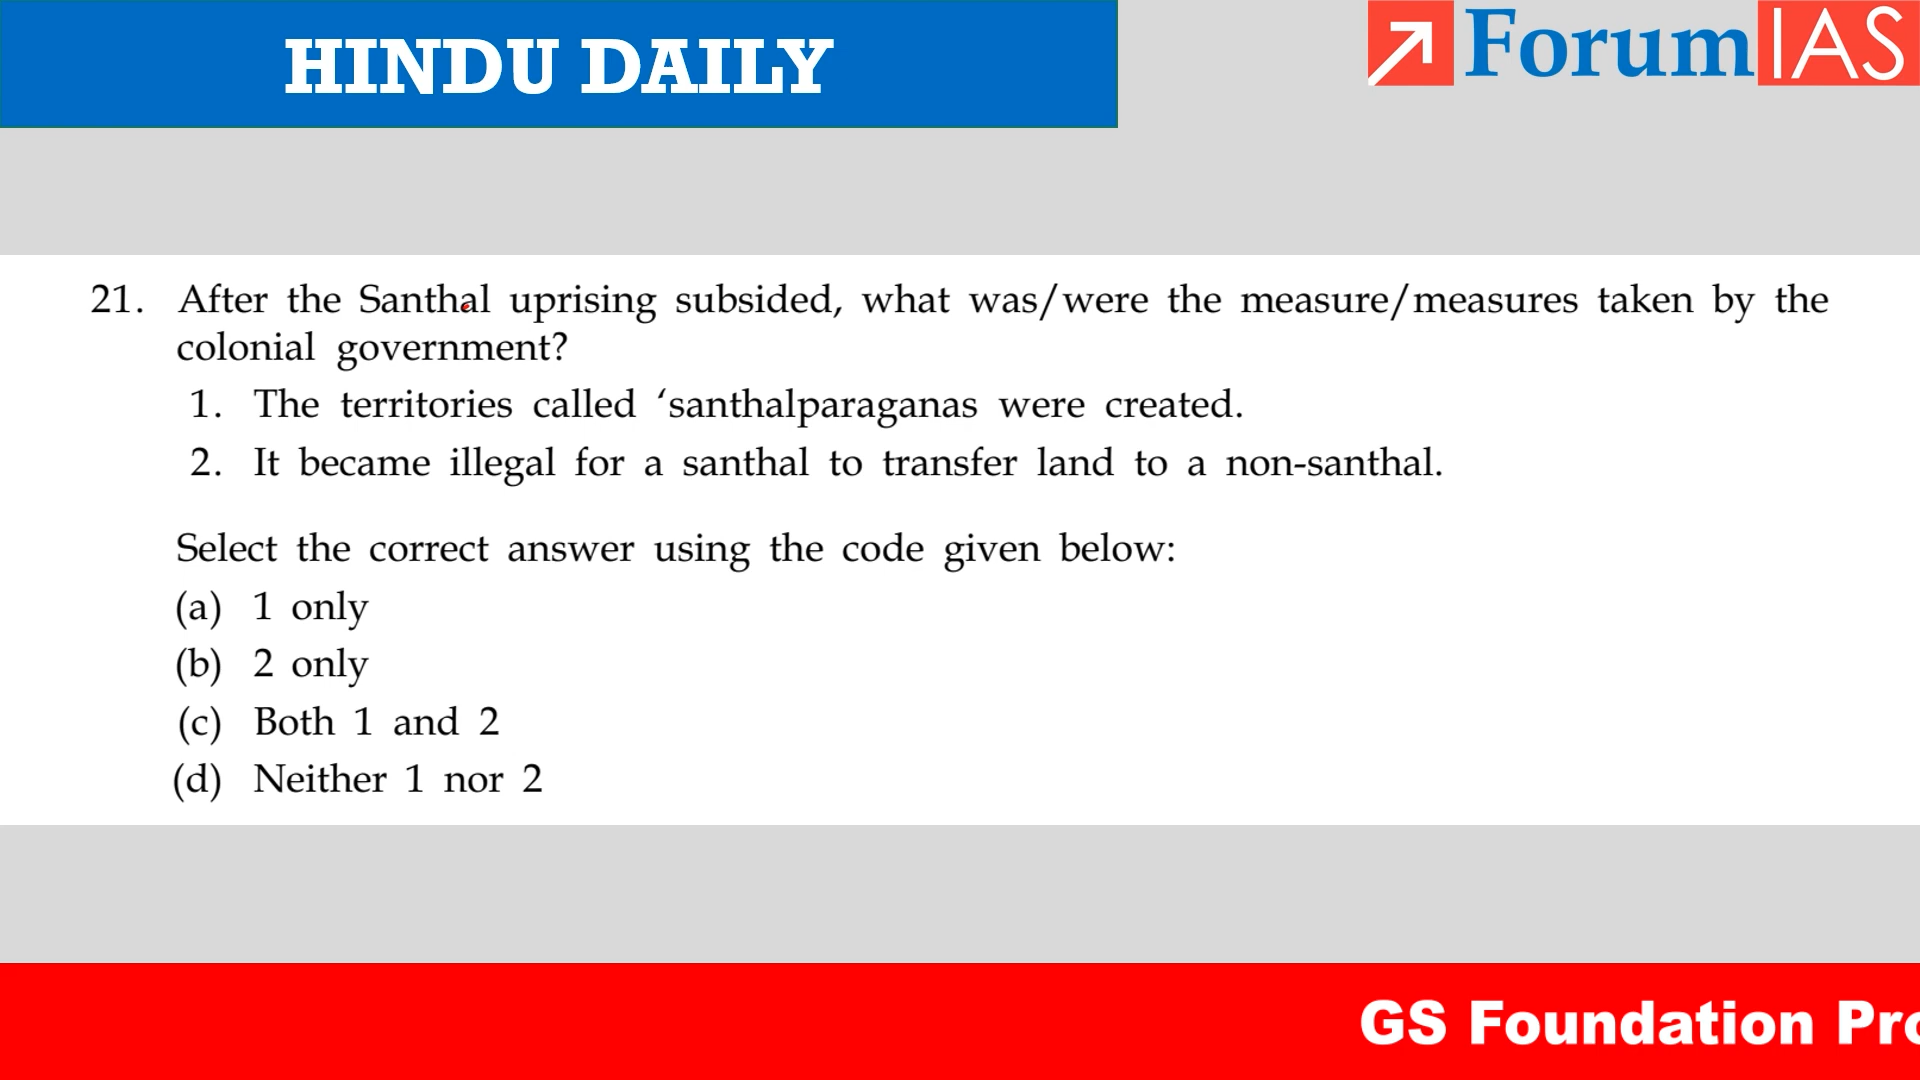 HINDU DAILY
ForumIAS
21. After the Santhal uprising subsided, what was/were the measure/measures taken by the
colonial government?
1. The territories called ‘santhalparaganas were created.
2. It became illegal for a santhal to transfer land to a non-santhal.
Select the correct answer using the code given below:
(a) 1 only
(b) 2 only
(c) Both 1 and 2
(d) Neither 1 nor 2
GS Foundation Pro